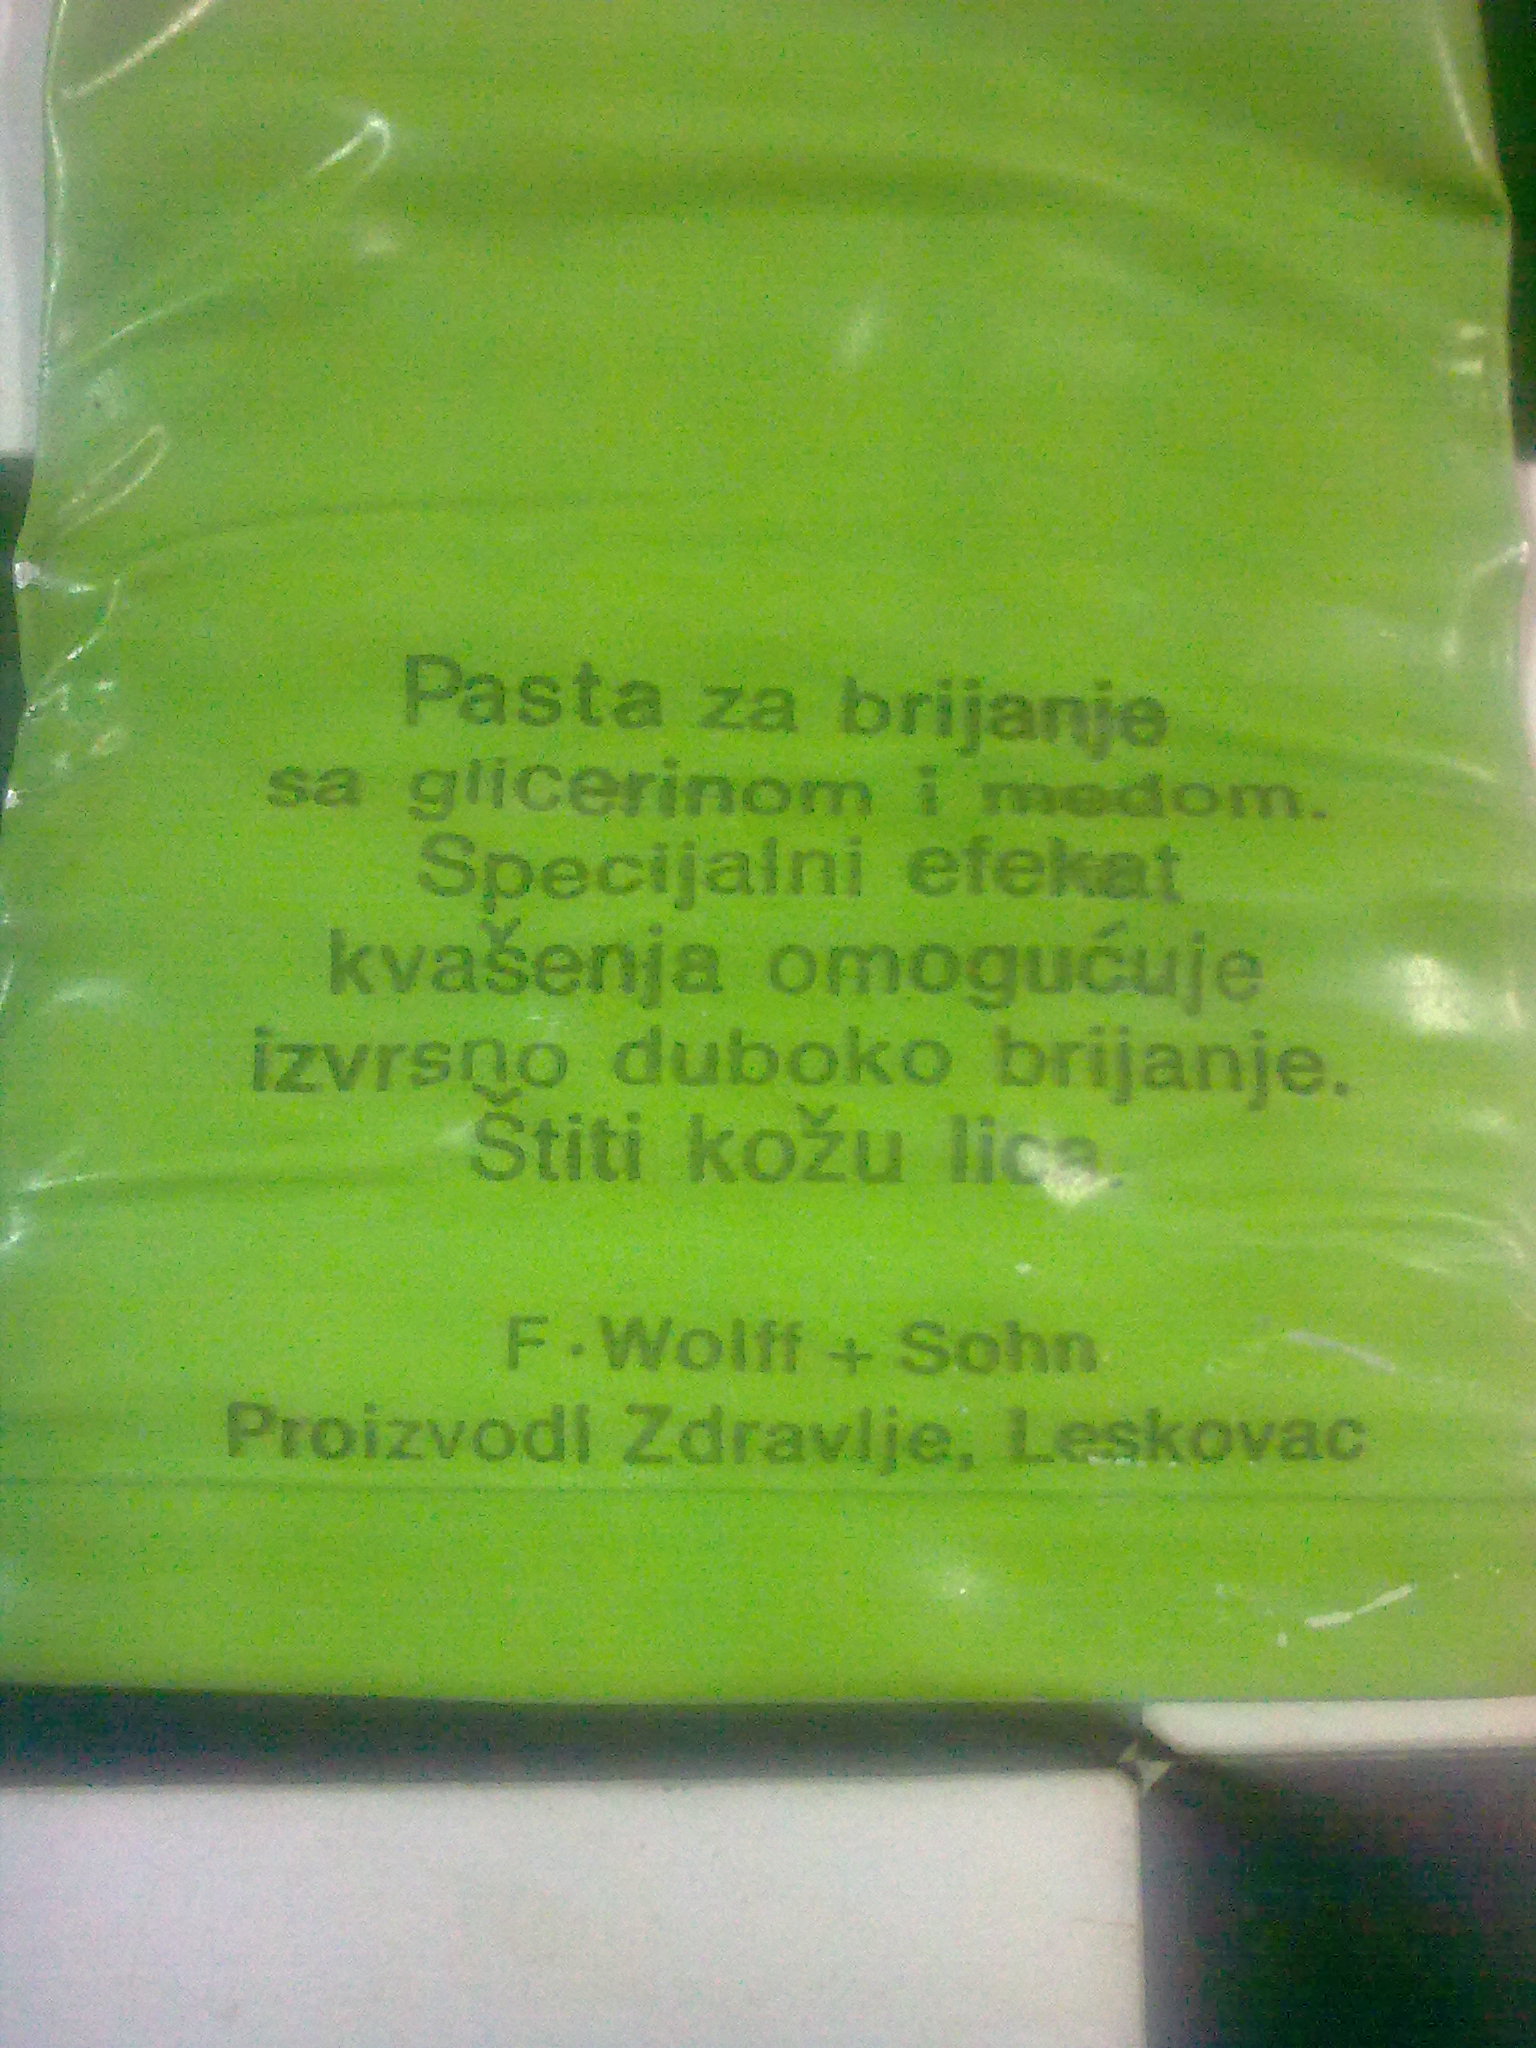 Pasta za brijanje
sa glicerinom i medom.
Specijalni efekat
kvašenja omogućuje
izvrsno duboko brijanje.
Štiti kožu lica.
F. Wolff + Sohn
Proizvodi Zdravlje, Leskovac